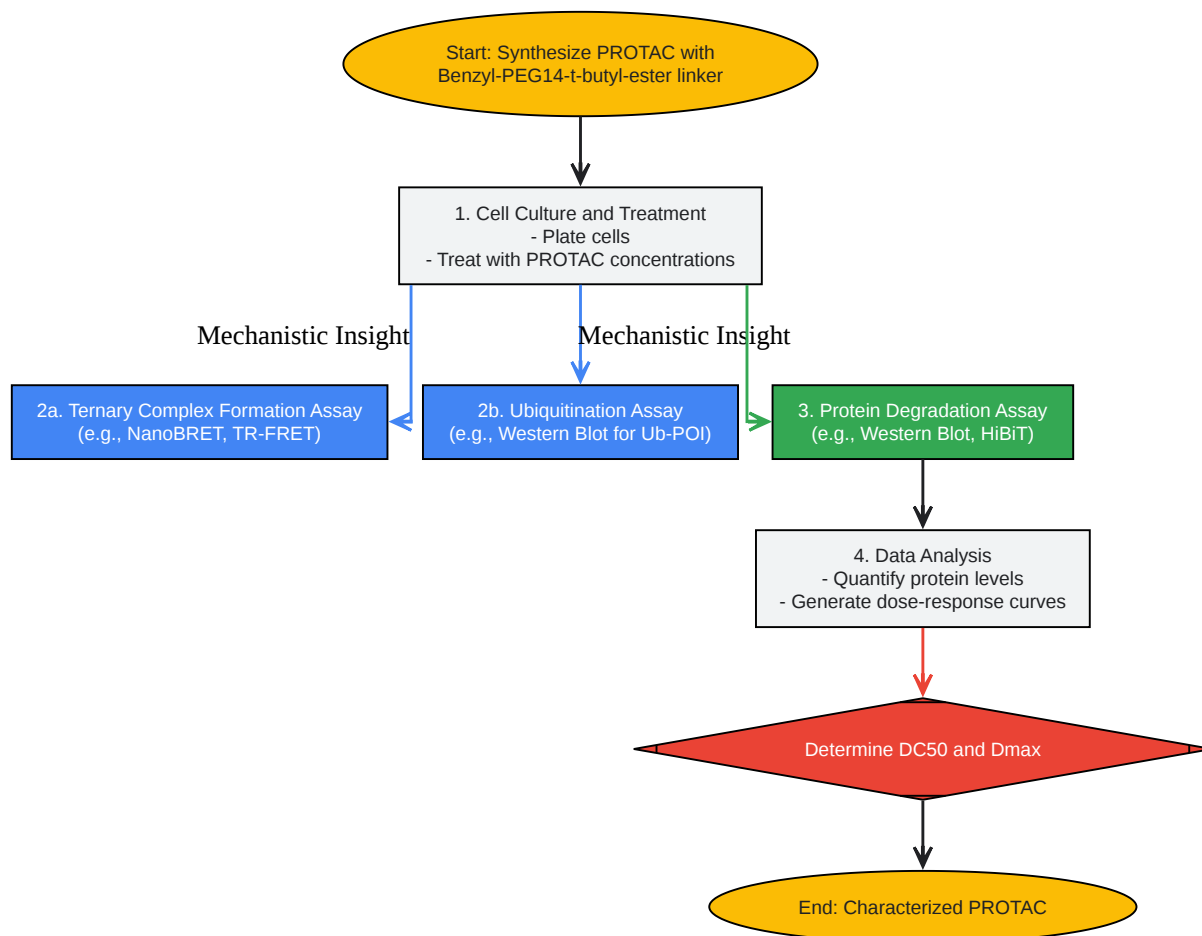 Start: Synthesize PROTAC with
Benzyl-PEG14-t-butyl-ester linker
1. Cell Culture and Treatment
- Plate cells
- Treat with PROTAC concentrations
Mechanistic Insight
Mechanistic Insight
2a. Ternary Complex Formation Assay
(e.g., NanoBRET, TR-FRET)
2b. Ubiquitination Assay
(e.g., Western Blot for Ub-POI)
3. Protein Degradation Assay
(e.g., Western Blot, HiBiT)
4. Data Analysis
- Quantify protein levels
- Generate dose-response curves
Determine DC50 and Dmax
End: Characterized PROTAC